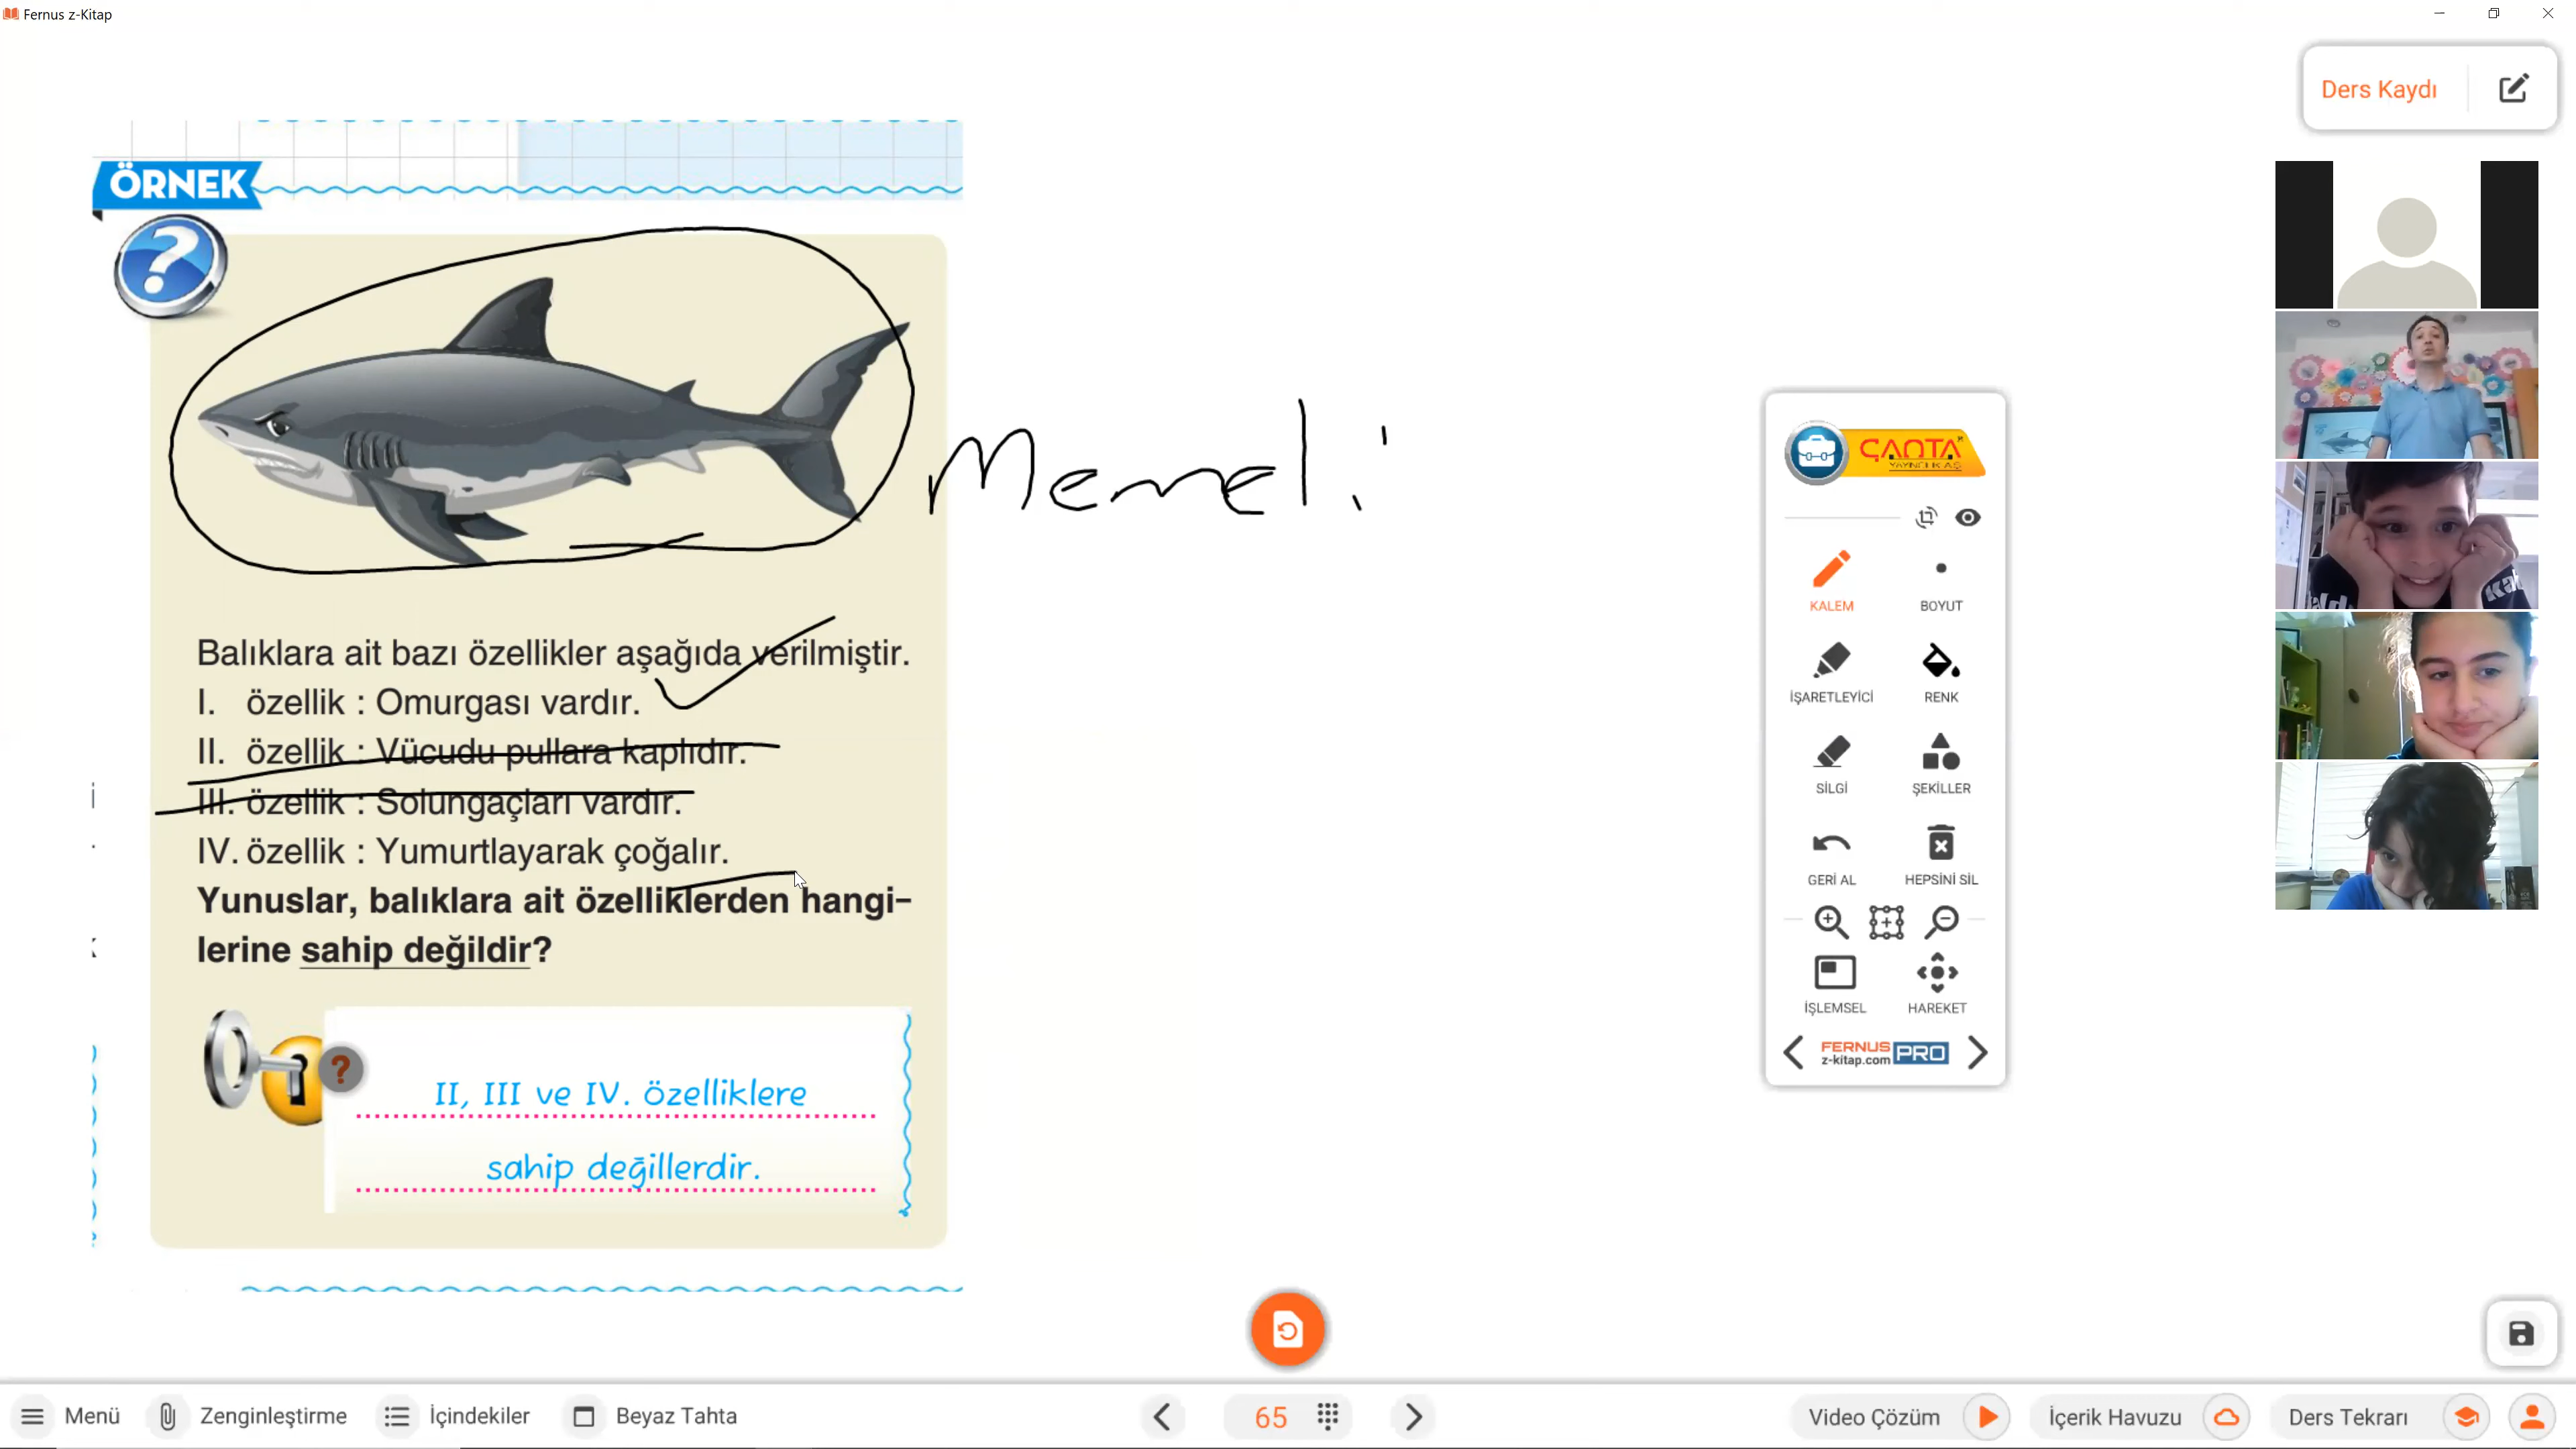 Fernus z-Kitap
Ders Kaydı
ÖRNEK
Memeli
Balıklara ait bazı özellikler aşağıda verilmiştir.
I. özellik : Omurgası vardır.
II. özellik : Vücudu pullara kaplıdır.
III. özellik : Solungaçları vardır.
IV. özellik : Yumurtlayarak çoğalır.
Yunuslar, balıklara ait özelliklerden hangi-
lerine sahip değildir?
?
II, III ve IV. özelliklere
sahip değillerdir.
ÇANTA
YAYINCILIK AŞ
KALEM BOYUT
İŞARETLEYİCİ RENK
SİLGİ ŞEKİLLER
GERİ AL HEPSİNİ SİL
İŞLEMSEL HAREKET
FERNUS PRO
z-kitap.com
Menü Zenginleştirme İçindekiler Beyaz Tahta 65 Video Çözüm İçerik Havuzu Ders Tekrarı